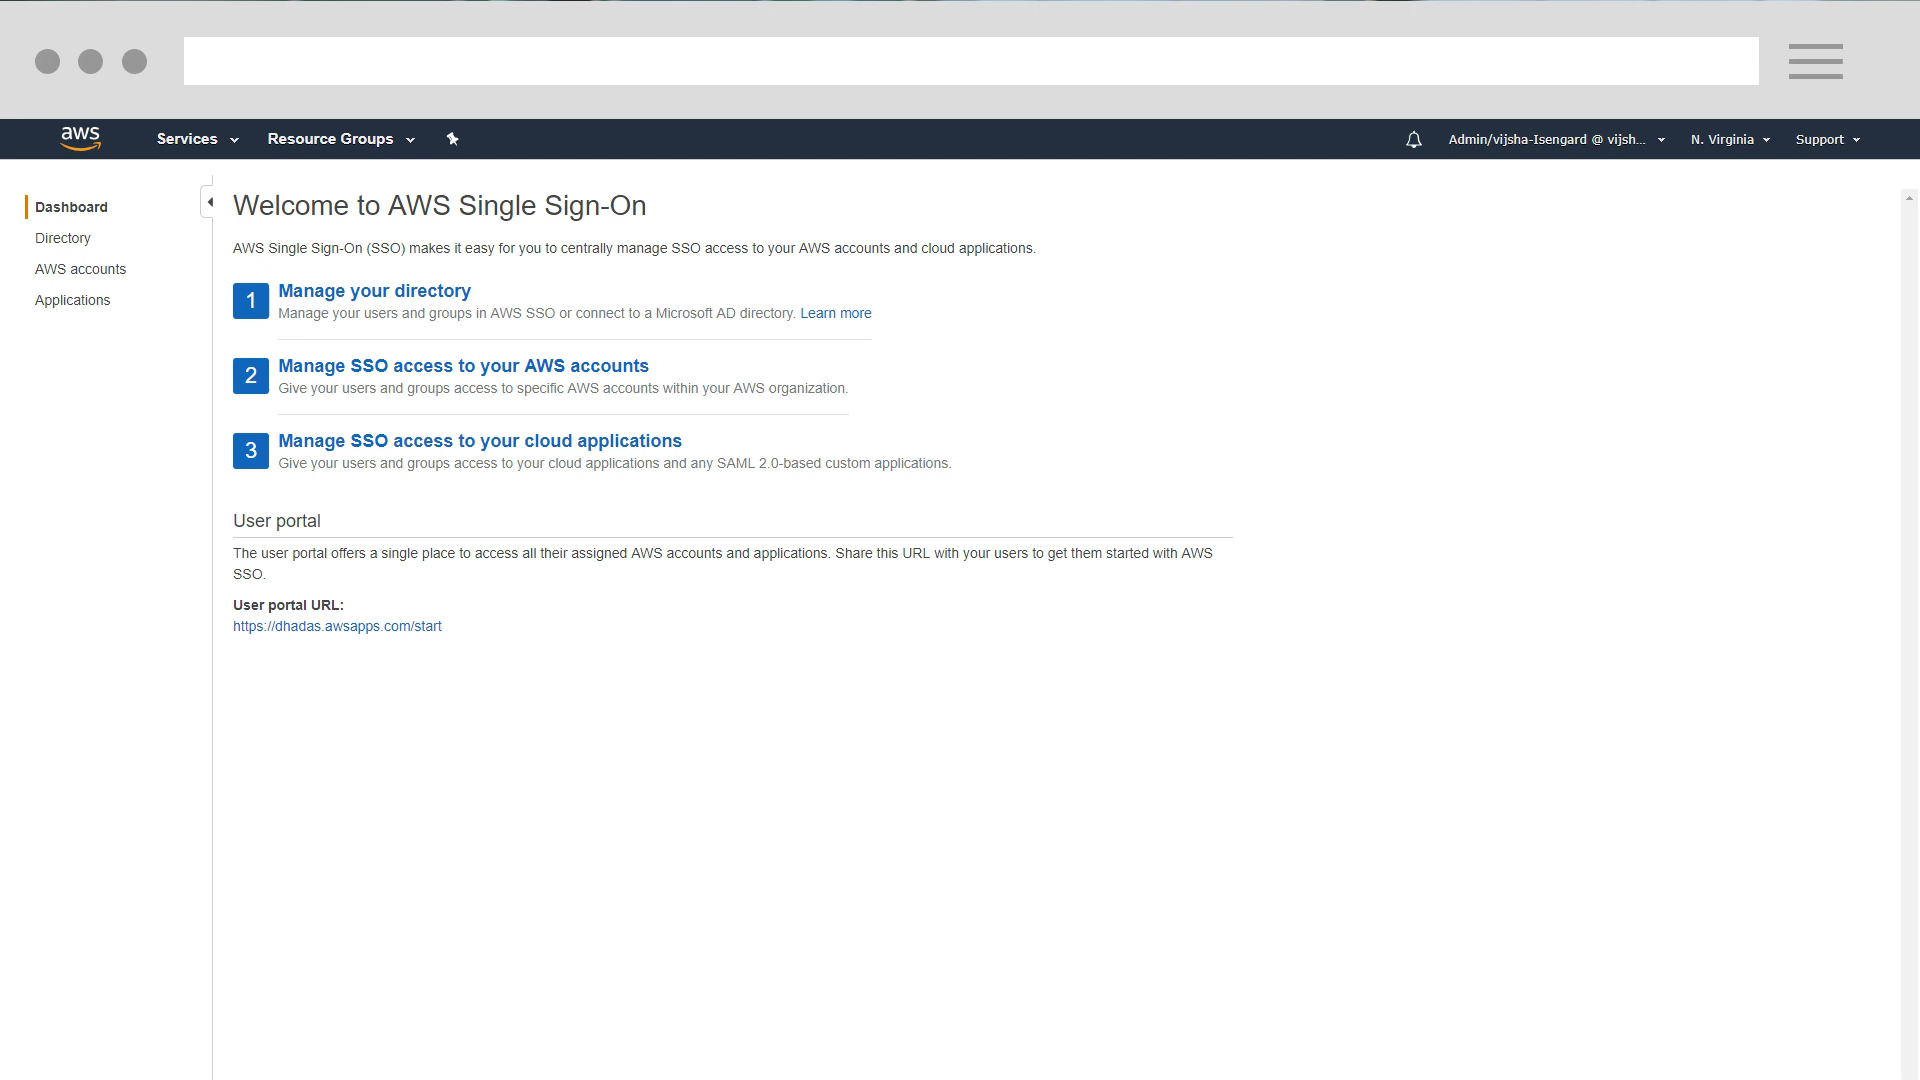 aws Services Resource Groups Admin/vijsha-Isengard @ vijsh... N. Virginia Support
Dashboard
Directory
AWS accounts
Applications
Welcome to AWS Single Sign-On
AWS Single Sign-On (SSO) makes it easy for you to centrally manage SSO access to your AWS accounts and cloud applications.
1 Manage your directory
Manage your users and groups in AWS SSO or connect to a Microsoft AD directory. Learn more
2 Manage SSO access to your AWS accounts
Give your users and groups access to specific AWS accounts within your AWS organization.
3 Manage SSO access to your cloud applications
Give your users and groups access to your cloud applications and any SAML 2.0-based custom applications.
User portal
The user portal offers a single place to access all their assigned AWS accounts and applications. Share this URL with your users to get them started with AWS
SSO.
User portal URL:
https://dhadas.awsapps.com/start